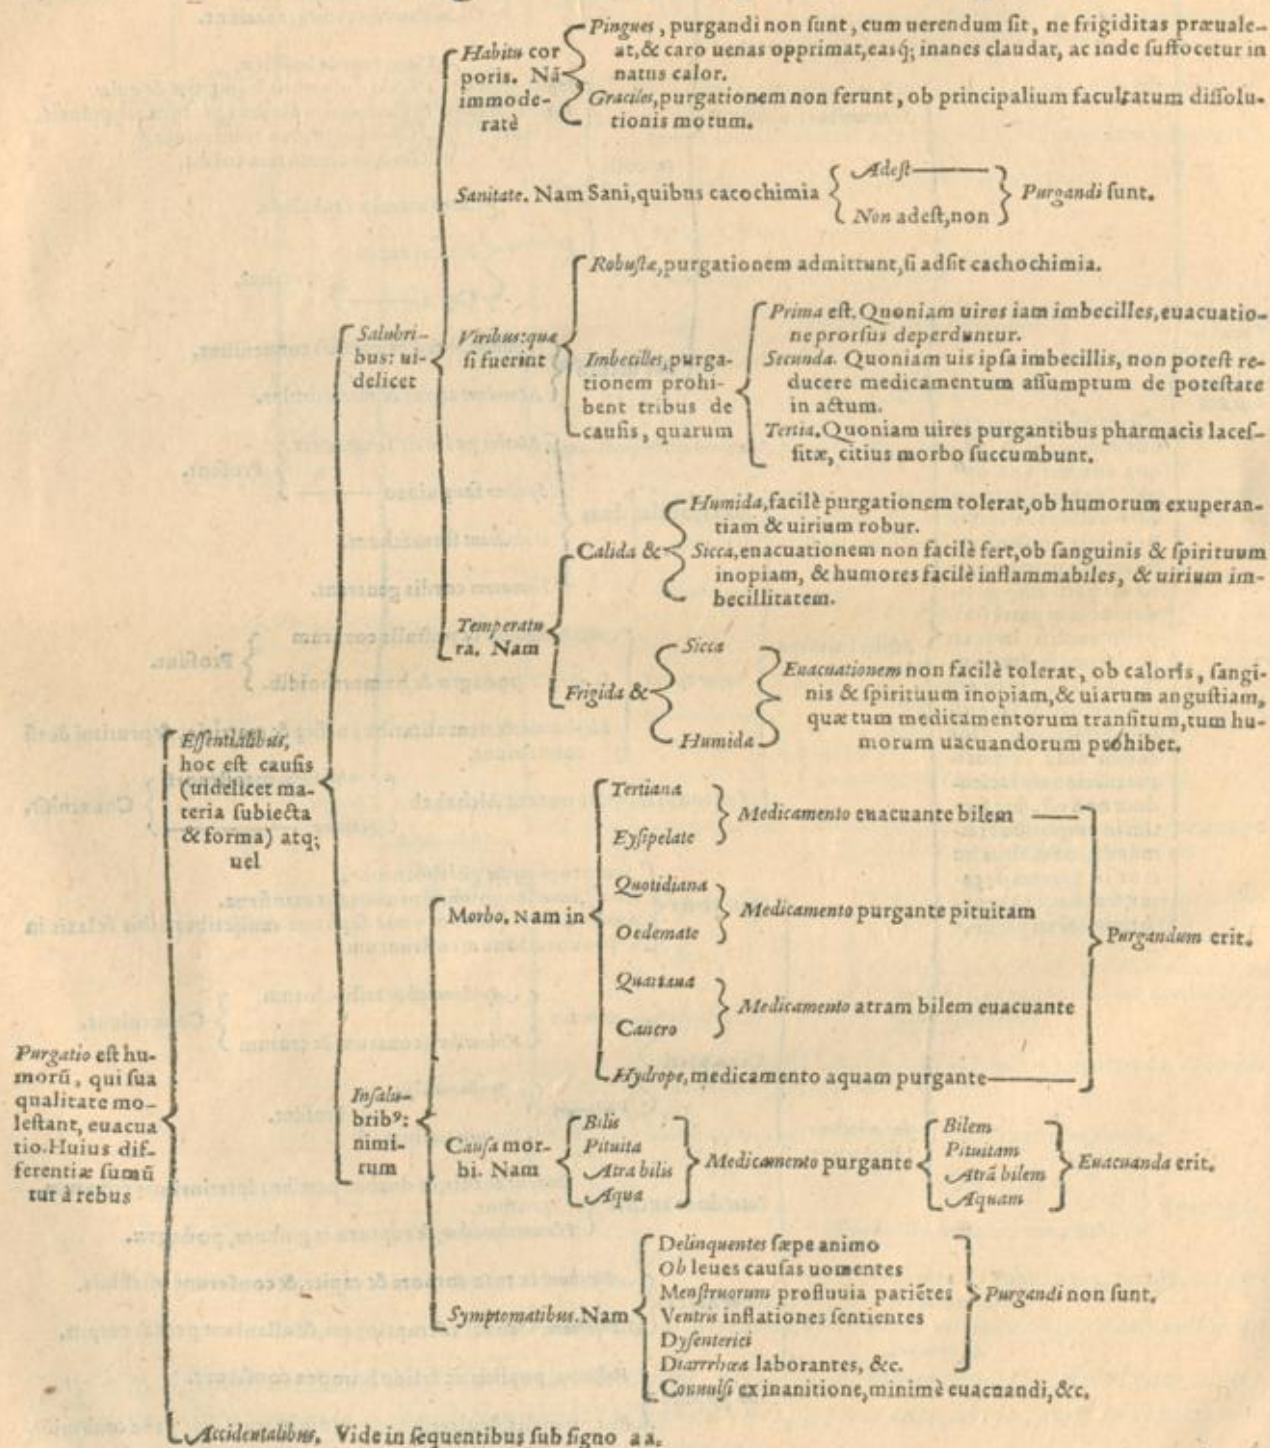 Pingues, purgandi non ſunt, cum uerendum ſit, ne frigiditas præuale-
at, & caro uenas opprimat, easq́; inanes claudat, ac inde ſuffocetur in
natus calor.
Habitu cor
poris. Nã
immode-
ratè
Graciles, purgationem non ferunt, ob principalium facultatum diſſolu-
tionis motum.
Sanitate. Nam Sani, quibus cacochimia
Adeſt
Non adeſt, non
Purgandi ſunt.
Robuſtæ, purgationem admittunt, ſi adſit cachochimia.
Salubri-
bus: ui-
delicet
Viribus: quæ
ſi fuerint
Imbecilles, purga-
tionem prohi-
bent tribus de
cauſis, quarum
Prima eſt. Quoniam uires iam imbecilles, euacuatio-
ne prorſus deperduntur.
Secunda. Quoniam uis ipſa imbecillis, non poteſt re-
ducere medicamentum aſſumptum de poteſtate
in actum.
Tertia. Quoniam uires purgantibus pharmacis laceſ-
ſitæ, citius morbo ſuccumbunt.
Temperatu
ra. Nam
Calida &
Humida, facilè purgationem tolerat, ob humorum exuperan-
tiam & uirium robur.
Sicca, enacuationem non facilè fert, ob ſanguinis & ſpirituum
inopiam, & humores facilè inflammabiles, & uirium im-
becillitatem.
Frigida &
Sicca
Humida
Euacuationem non facilè tolerat, ob caloris, ſangi-
nis & ſpirituum inopiam, & uiarum anguſtiam,
quæ tum medicamentorum tranſitum, tum hu-
morum uacuandorum prohibet.
Eſſentialibus,
hoc eſt cauſis
(uidelicet ma-
teria ſubiecta
& forma) atq;
uel
Morbo. Nam in
Tertiana
Eyſipelate
Medicamento euacuante bilem
Quotidiana
Oedemate
Medicamento purgante pituitam
Quartana
Cancro
Medicamento atram bilem euacuante
Hydrope, medicamento aquam purgante
Purgandum erit.
Purgatio eſt hu-
morũ, qui ſua
qualitate mo-
leſtant, euacua
tio. Huius dif-
ferentiæ ſumũ
tur à rebus
Inſalu-
bribꝰ:
nimi-
rum
Cauſa mor-
bi. Nam
Bilis
Pituita
Atra bilis
Aqua
Medicamento purgante
Bilem
Pituitam
Atrã bilem
Aquam
Euacuanda erit.
Symptomatibus. Nam
Delinquentes ſæpe animo
Ob leues cauſas uomentes
Menſtruorum profluuia patiẽtes
Ventris inflationes ſentientes
Dyſenterici
Diarrhœa laborantes, &c.
Purgandi non ſunt.
Conuulſi ex inanitione, minimè euacuandi, &c.
Accidentalibus. Vide in ſequentibus ſub ſigno aa.